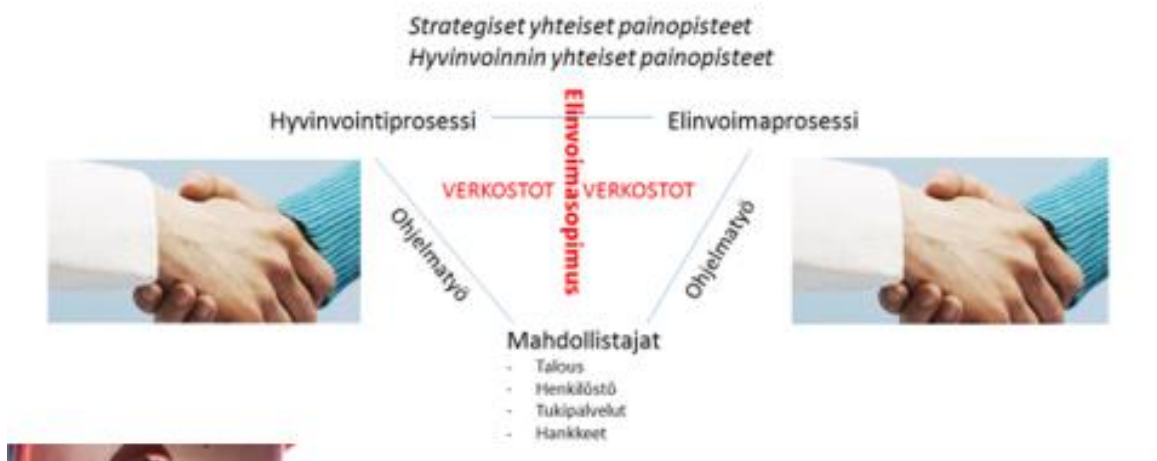 Strategiset yhteiset painopisteet
Hyvinvoinnin yhteiset painopisteet
Hyvinvointiprosessi
Elinvoimaprosessi
Elinvoimasopimus
VERKOSTOT
VERKOSTOT
Ohjelmatyö
Ohjelmatyö
Mahdollistajat
- Talous
- Henkilöstö
- Tukipalvelut
- Hankkeet